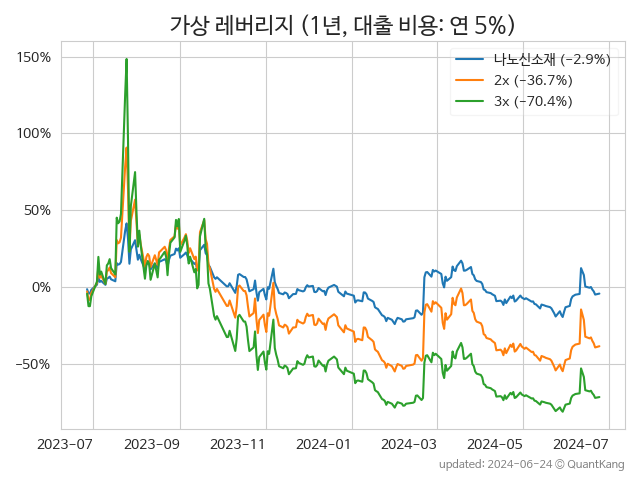 가상 레버리지 (1년, 대출 비용: 연 5%)
나노신소재 (−2.9%)
2x (−36.7%)
3x (−70.4%)
150%
100%
50%
0%
−50%
2023-07 2023-09 2023-11 2024-01 2024-03 2024-05 2024-07
updated: 2024-06-24 © QuantKang